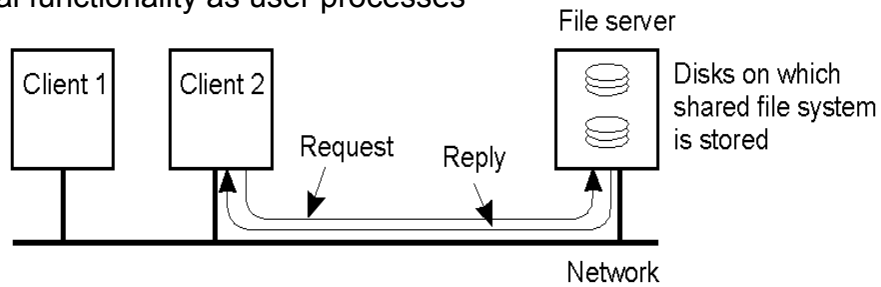 functionality as user processes
File server
Client 1
Client 2
Disks on which
shared file system
is stored
Request
Reply
Network